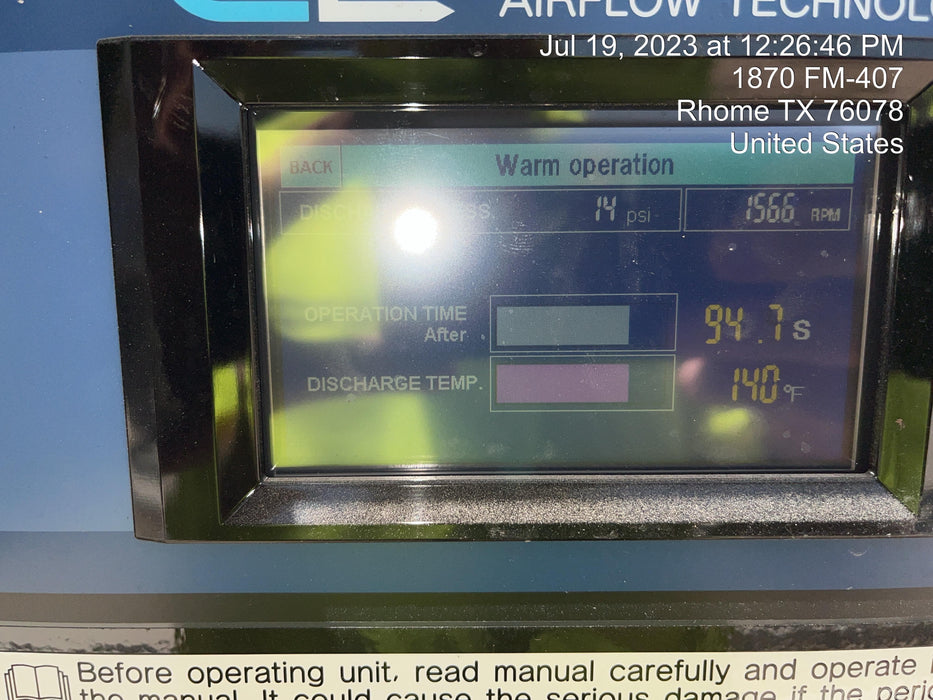 AIRFLOW TECHNOLO
Jul 19, 2023 at 12:26:46 PM
1870 FM-407
Rhome TX 76078
United States
BACK Warm operation
14 psi 1566 RPM
OPERATION TIME
After 94.7 S
DISCHARGE TEMP. 140 °F
Before operating unit, read manual carefully and operate
the manual. It could cause the serious damage if the